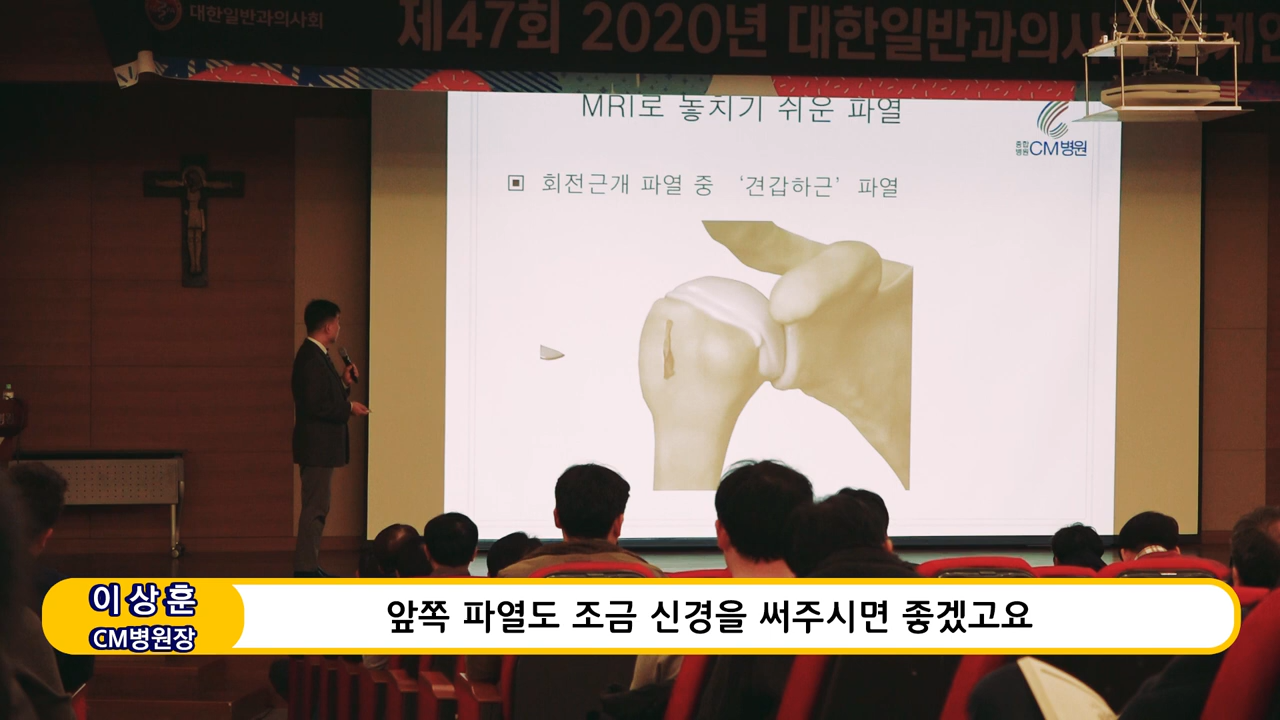 대한일반과의사회
제47회 2020년 대한일반과의사회
MRI로 놓치기 쉬운 파열
종합병원 CM병원
▣ 회전근개 파열 중 ‘견갑하근’ 파열
이상훈
CM병원장
앞쪽 파열도 조금 신경을 써주시면 좋겠고요